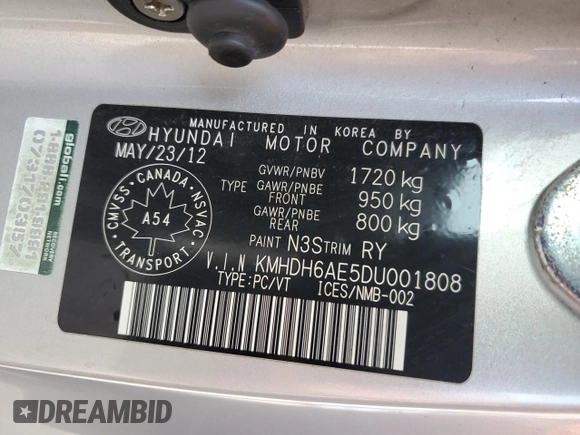 MANUFACTURED IN KOREA BY
HYUNDAI MOTOR COMPANY
MAY/23/12
GVWR/PNBV 1720 kg
TYPE GAWR/PNBE FRONT 950 kg
GAWR/PNBE REAR 800 kg
PAINT N3S TRIM RY
V.I.N KMHDH6AE5DU001808
TYPE:PC/VT ICES/NMB-002
CMVSS - CANADA - NSVAC
TRANSPORT
A54
globali.com
RECOVERY NETWORK
DREAMBID